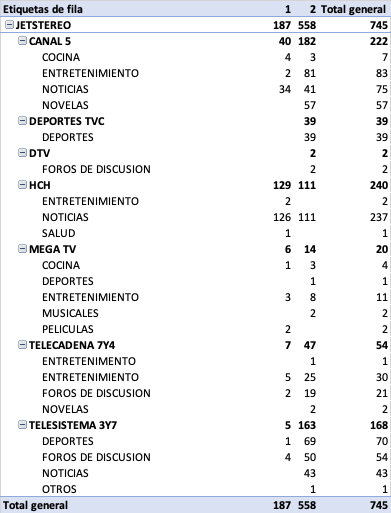 Etiquetas de fila 1 2 Total general
JETSTEREO 187 558 745
CANAL 5 40 182 222
COCINA 4 3 7
ENTRETENIMIENTO 2 81 83
NOTICIAS 34 41 75
NOVELAS 57 57
DEPORTES TVC 39 39
DEPORTES 39 39
DTV 2 2
FOROS DE DISCUSION 2 2
HCH 129 111 240
ENTRETENIMIENTO 2 2
NOTICIAS 126 111 237
SALUD 1 1
MEGA TV 6 14 20
COCINA 1 3 4
DEPORTES 1 1
ENTRETENIMIENTO 3 8 11
MUSICALES 2 2
PELICULAS 2 2
TELECADENA 7Y4 7 47 54
ENTRETENIMENTO 1 1
ENTRETENIMIENTO 5 25 30
FOROS DE DISCUSION 2 19 21
NOVELAS 2 2
TELESISTEMA 3Y7 5 163 168
DEPORTES 1 69 70
FOROS DE DISCUSION 4 50 54
NOTICIAS 43 43
OTROS 1 1
Total general 187 558 745